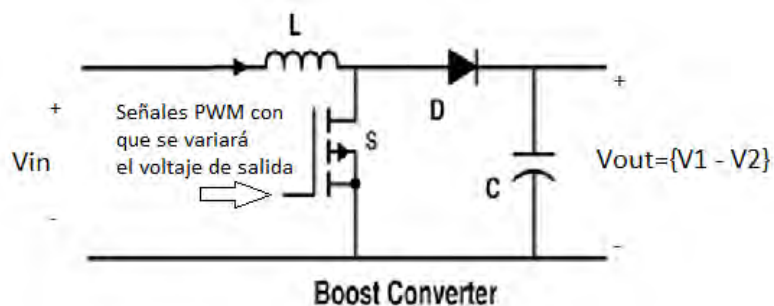 L
+
Vin
-
Señales PWM con
que se variará
el voltaje de salida
S
D
C
+
Vout={V1 - V2}
-
Boost Converter